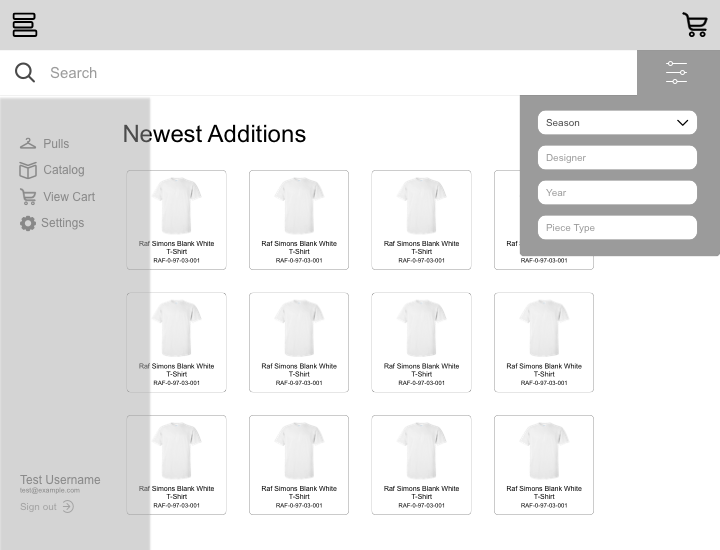 Search
Season
Designer
Year
Piece Type
Pulls
Catalog
View Cart
Settings
Test Username
test@example.com
Sign out
Newest Additions
Raf Simons Blank White
T-Shirt
RAF-0-97-03-001
Raf Simons Blank White
T-Shirt
RAF-0-97-03-001
Raf Simons Blank White
T-Shirt
RAF-0-97-03-001
Raf
RAF-0-97-03-001
Raf Simons Blank White
T-Shirt
RAF-0-97-03-001
Raf Simons Blank White
T-Shirt
RAF-0-97-03-001
Raf Simons Blank White
T-Shirt
RAF-0-97-03-001
Raf Simons Blank White
T-Shirt
RAF-0-97-03-001
Raf Simons Blank White
T-Shirt
RAF-0-97-03-001
Raf Simons Blank White
T-Shirt
RAF-0-97-03-001
Raf Simons Blank White
T-Shirt
RAF-0-97-03-001
Raf Simons Blank White
T-Shirt
RAF-0-97-03-001